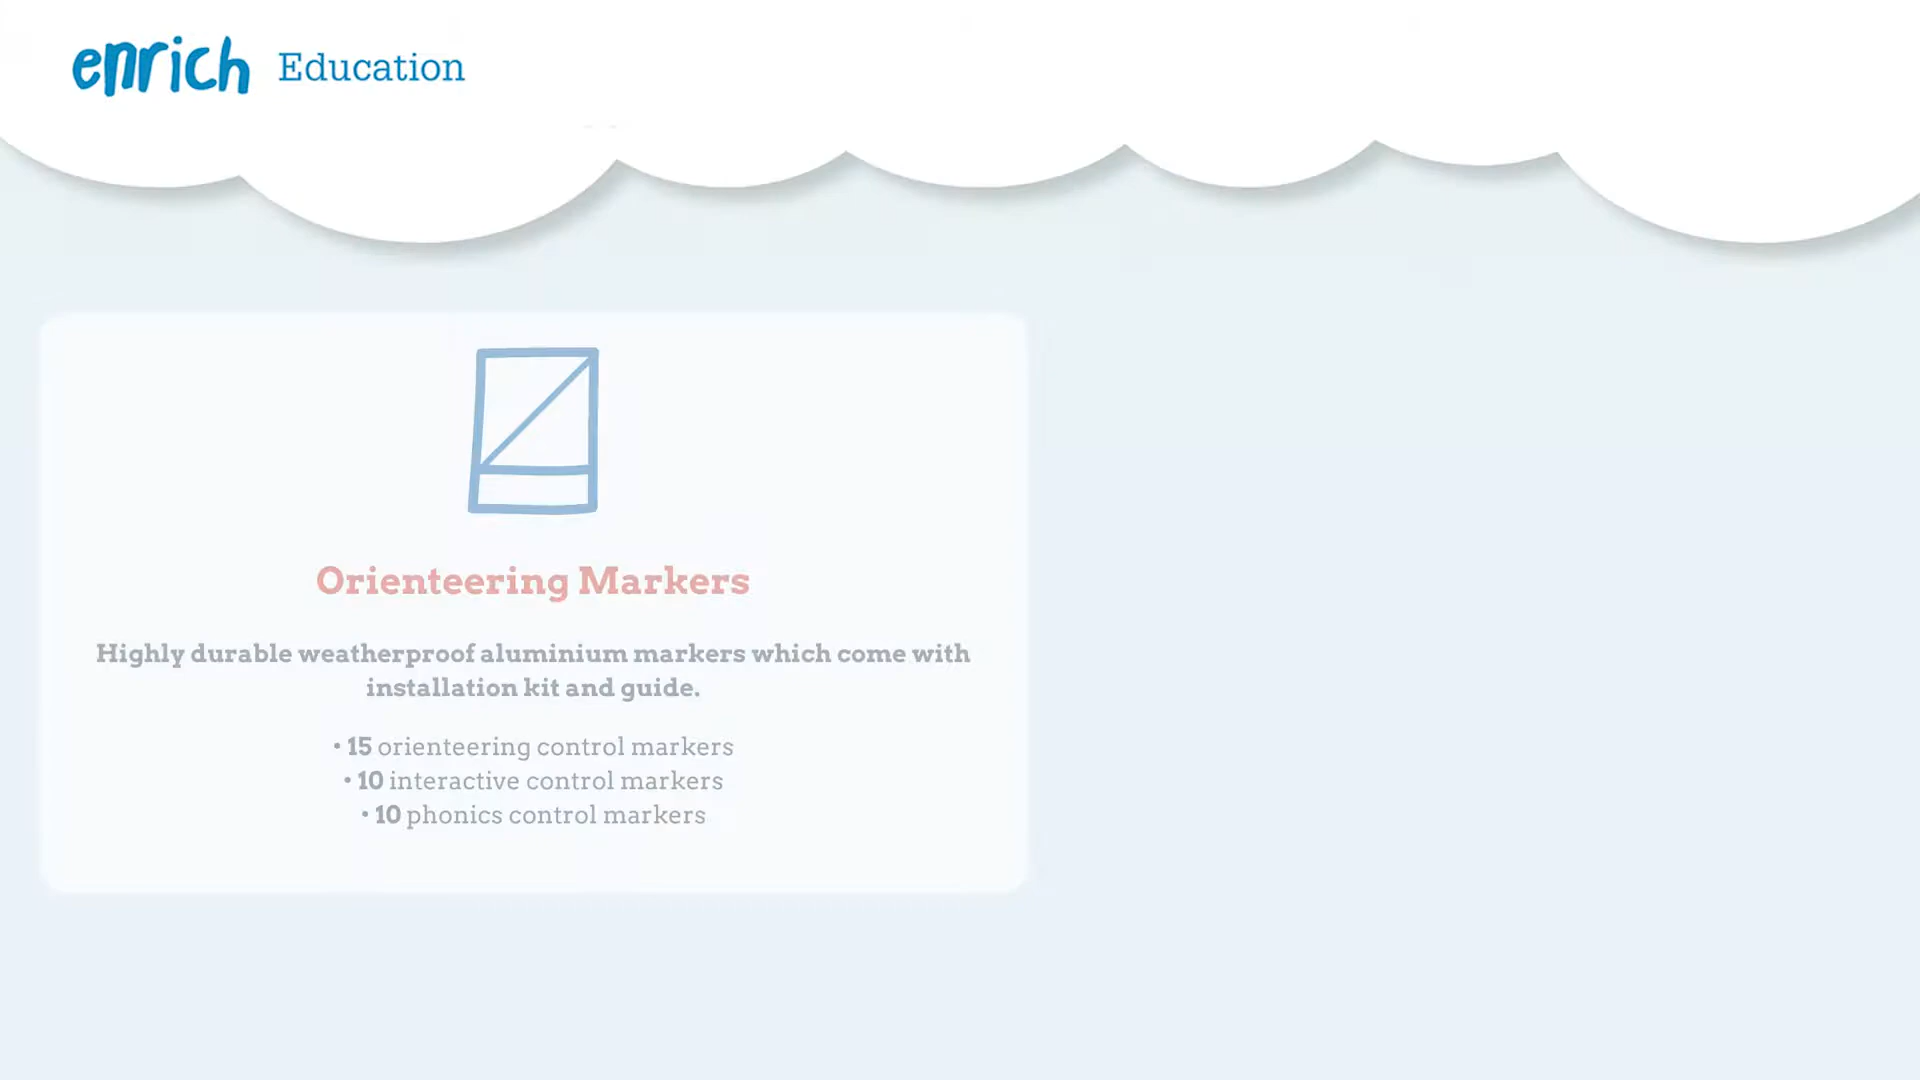 enrich Education
Orienteering Markers
Highly durable weatherproof aluminium markers which come with
installation kit and guide.
• 15 orienteering control markers
• 10 interactive control markers
• 10 phonics control markers